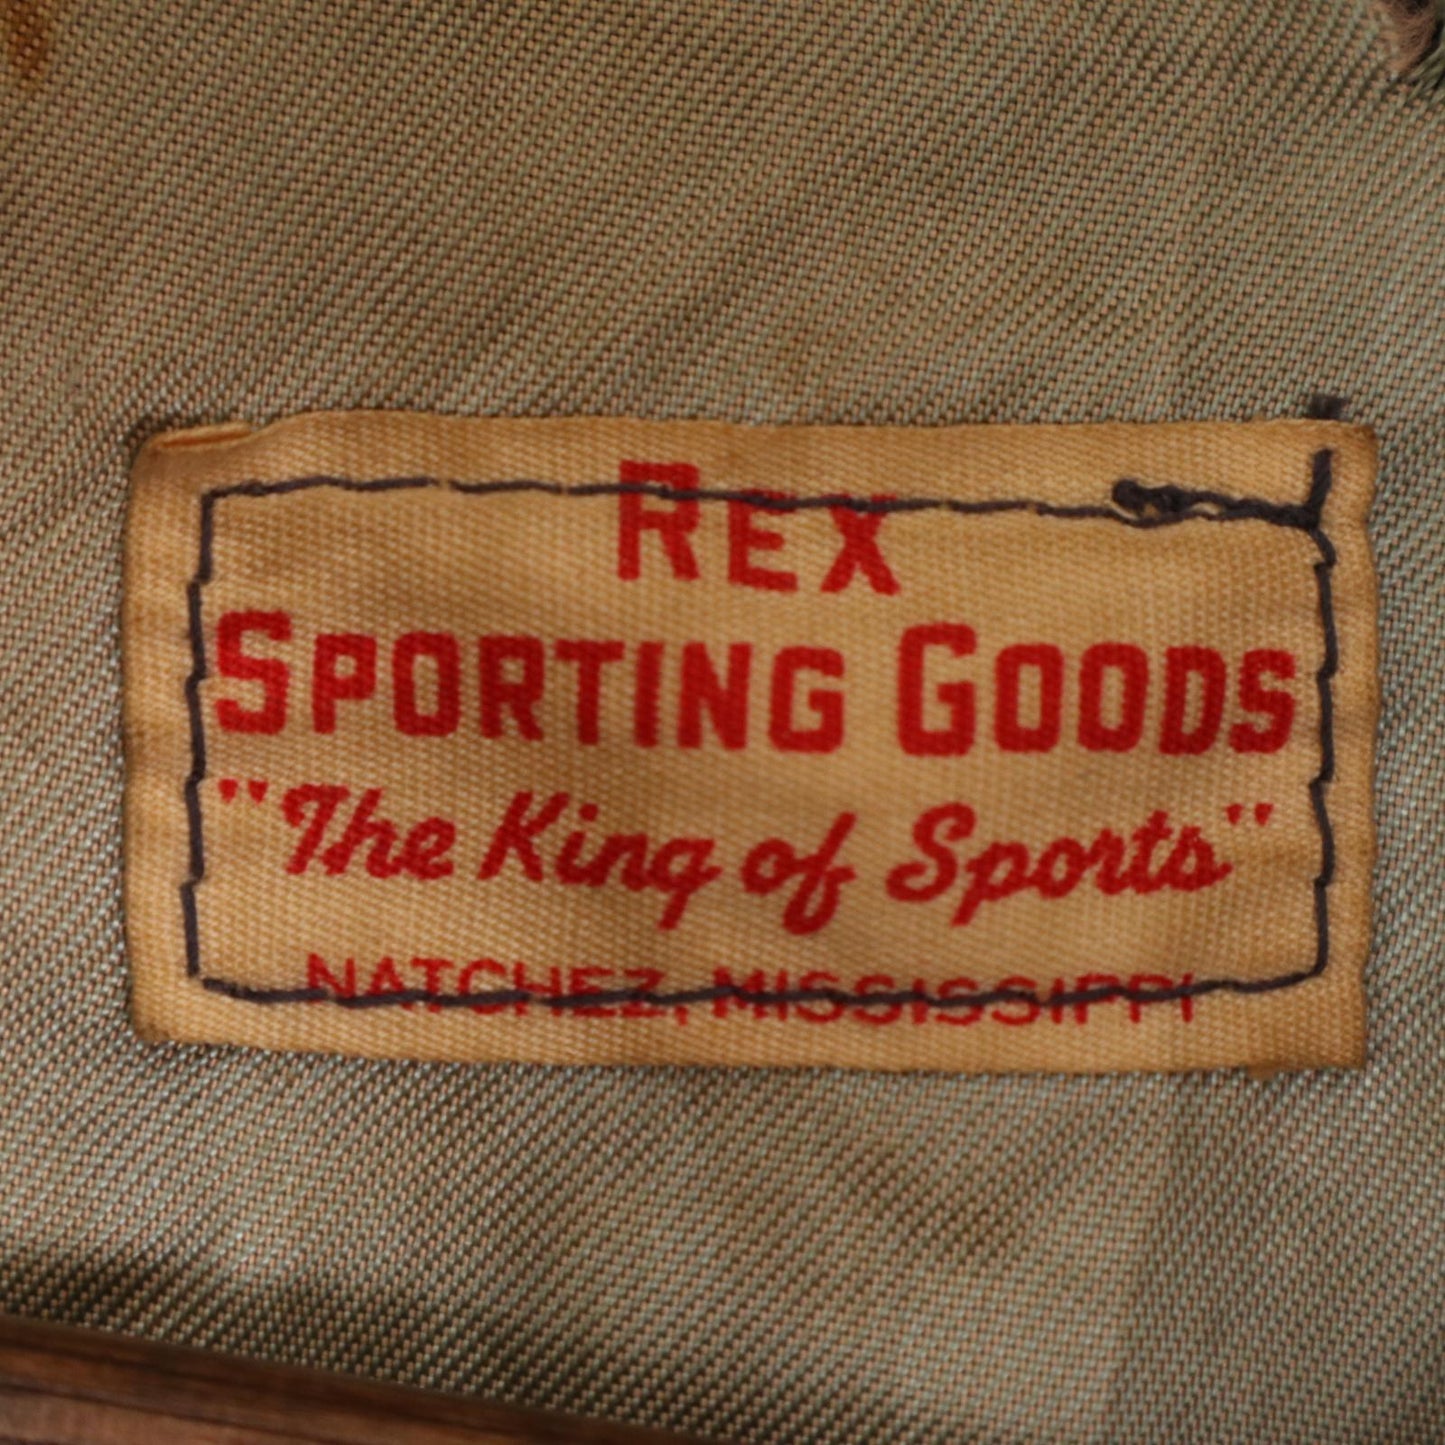 REX
SPORTING GOODS
"The King of Sports"
NATCHEZ, MISSISSIPPI